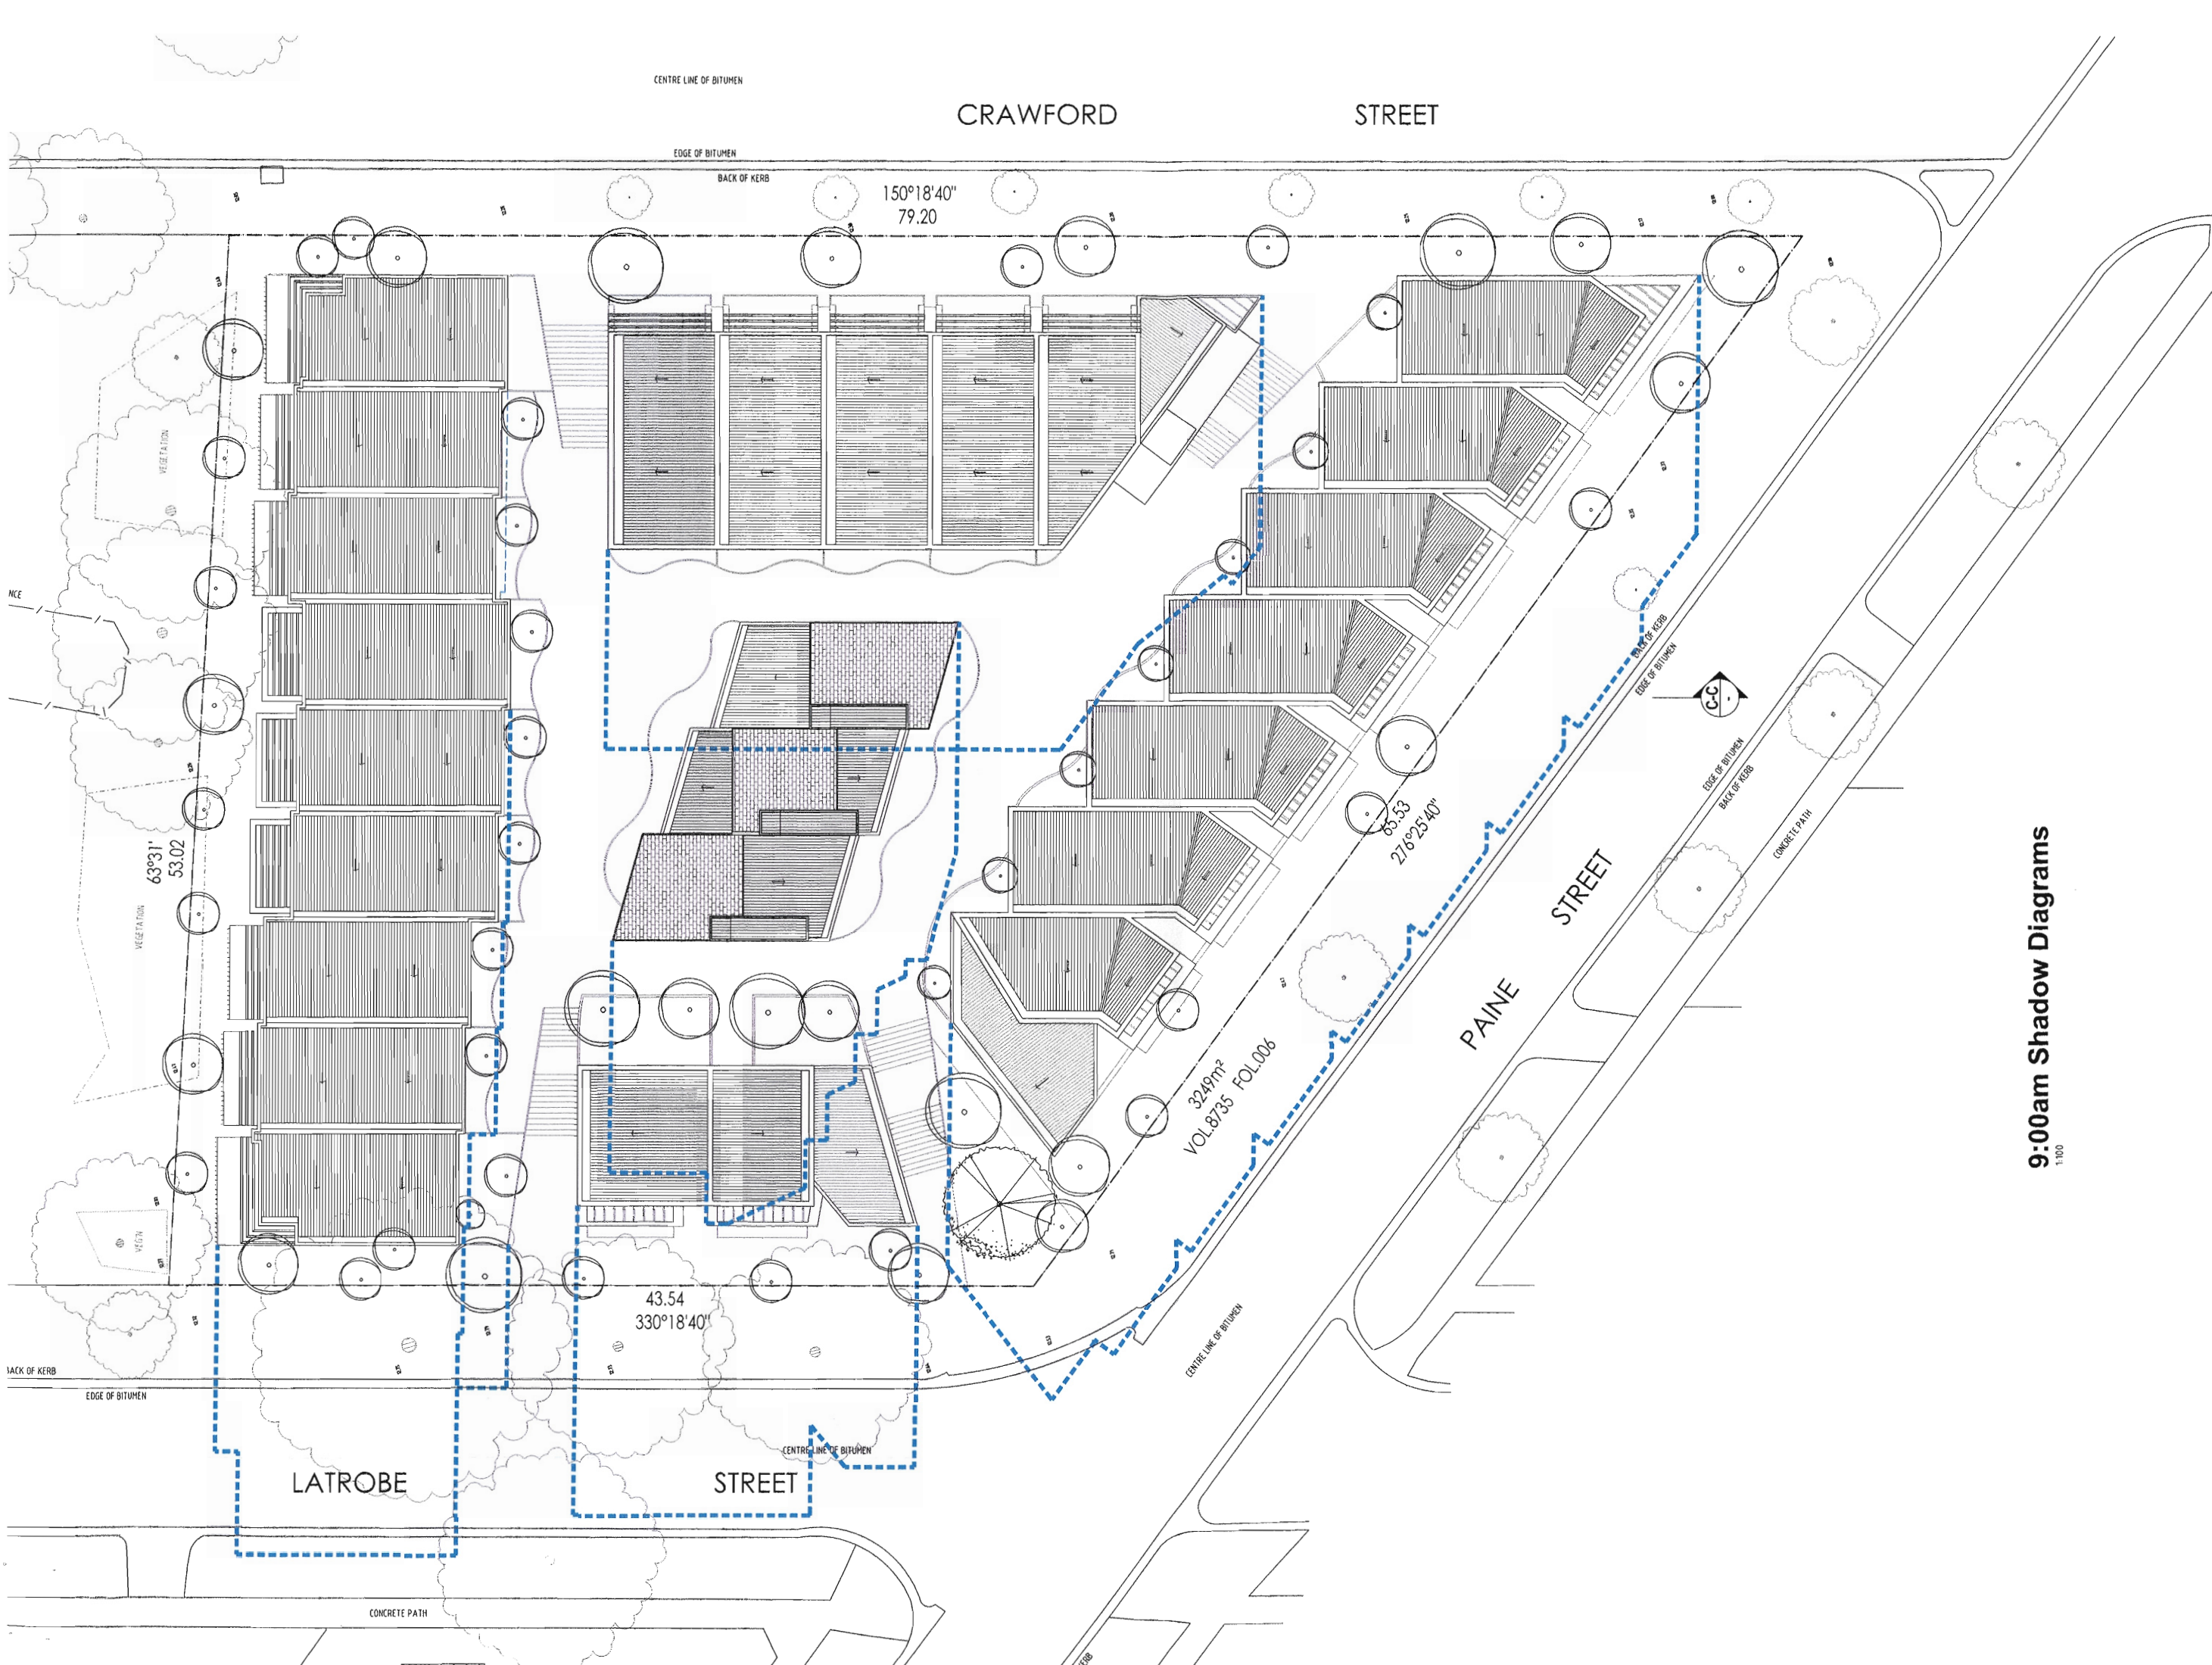 CENTRE LINE OF BITUMEN
CRAWFORD STREET
EDGE OF BITUMEN
BACK OF KERB
150°18'40"
79.20
VEGETATION
NCE
BACK OF KERB
EDGE OF BITUMEN
C-C
EDGE OF BITUMEN
BACK OF KERB
CONCRETE PATH
63°31'
53.02
65.53
276°25'40"
VEGETATION
PAINE STREET
3249m²
VOL.8735 FOL.006
9:00am Shadow Diagrams
1:100
VEG'N
43.54
330°18'40"
CENTRE LINE OF BITUMEN
BACK OF KERB
EDGE OF BITUMEN
CENTRE LINE OF BITUMEN
LATROBE STREET
CONCRETE PATH